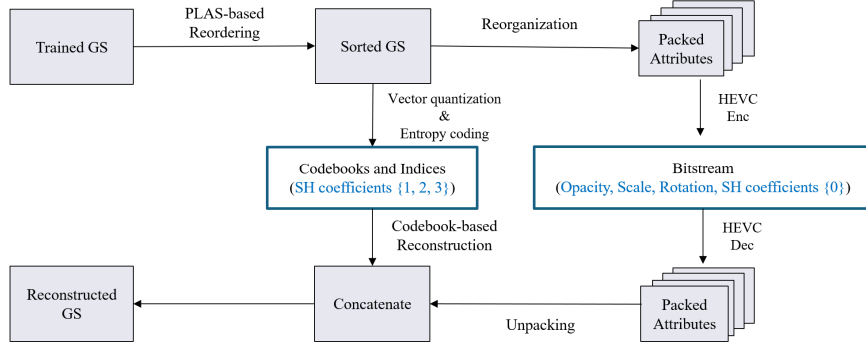 Trained GS
PLAS-based
Reordering
Sorted GS
Reorganization
Packed
Attributes
Vector quantization
&
Entropy coding
HEVC
Enc
Codebooks and Indices
(SH coefficients {1, 2, 3})
Bitstream
(Opacity, Scale, Rotation, SH coefficients {0})
Codebook-based
Reconstruction
HEVC
Dec
Reconstructed
GS
Concatenate
Unpacking
Packed
Attributes